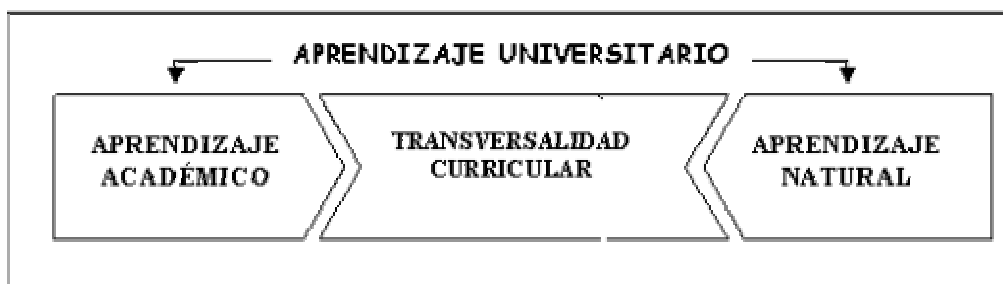 APRENDIZAJE UNIVERSITARIO
APRENDIZAJE
ACADÉMICO
TRANSVERSALIDAD
CURRICULAR
APRENDIZAJE
NATURAL